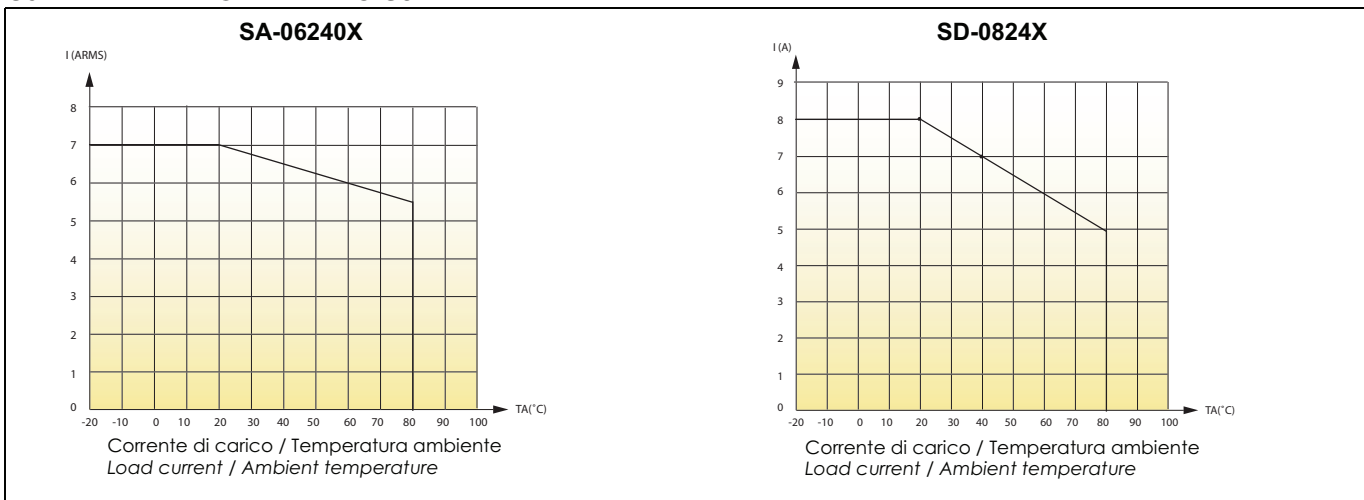 SA-06240X
I (ARMS)
8
7
6
5
4
3
2
1
0
-20 -10 0 10 20 30 40 50 60 70 80 90 100
TA(°C)
Corrente di carico / Temperatura ambiente
Load current / Ambient temperature
SD-0824X
I (A)
9
8
7
6
5
4
3
2
1
0
-20 -10 0 10 20 30 40 50 60 70 80 90 100
TA(°C)
Corrente di carico / Temperatura ambiente
Load current / Ambient temperature